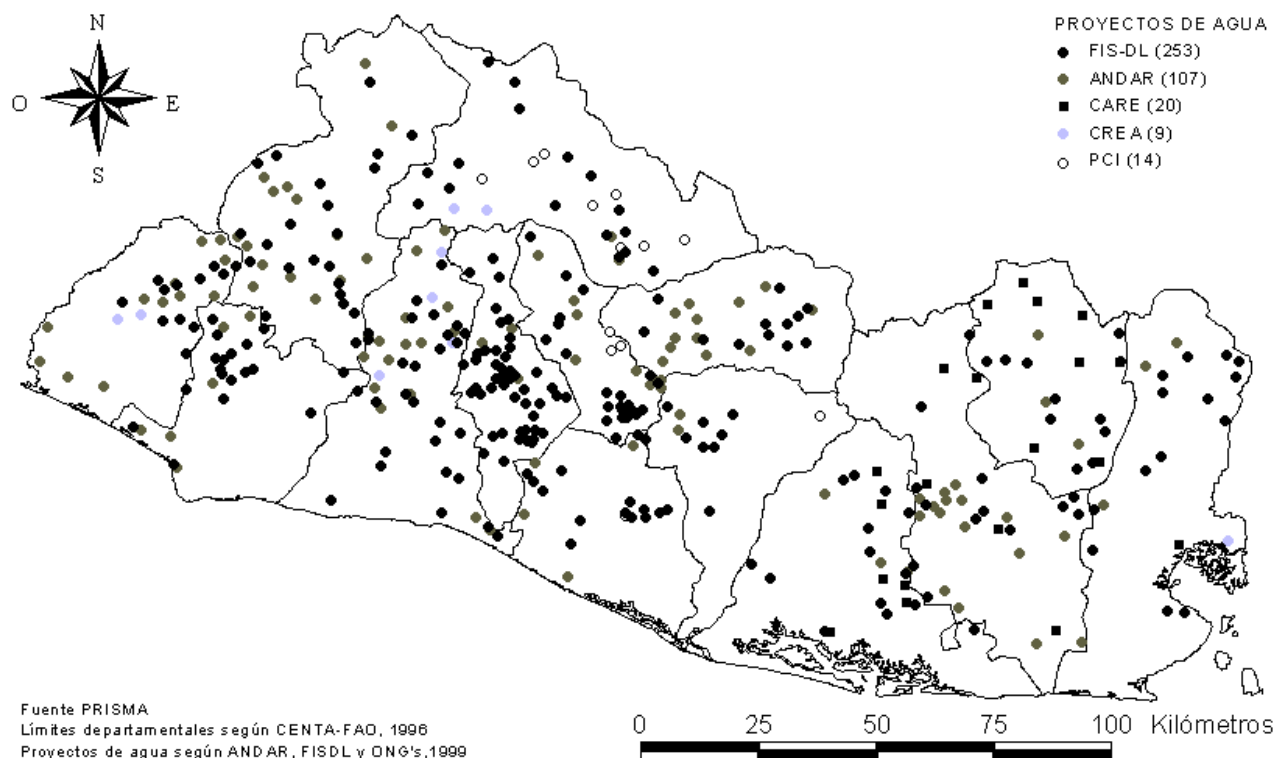 N
O
E
S
PROYECTOS DE AGUA
FIS-DL (253)
ANDAR (107)
CARE (20)
CREA (9)
PCI (14)
Fuente PRISMA
Límites departamentales según CENTA-FAO, 1996
Proyectos de agua según ANDAR, FISDL y ONG's,1999
0 25 50 75 100 Kilómetros